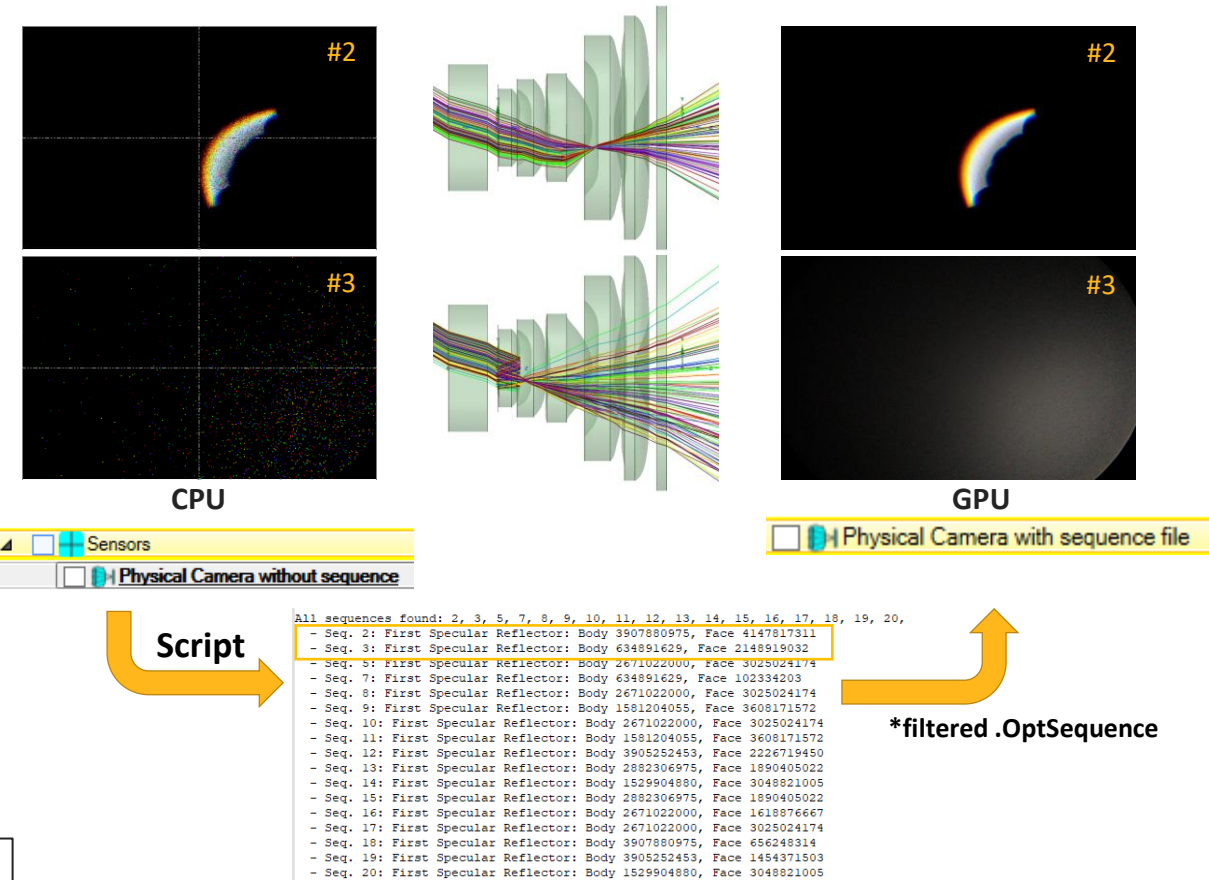 #2
#2
#3
#3
CPU
GPU
Sensors
Physical Camera without sequence
Physical Camera with sequence file
Script
All sequences found: 2, 3, 5, 7, 8, 9, 10, 11, 12, 13, 14, 15, 16, 17, 18, 19, 20,
- Seq. 2: First Specular Reflector: Body 3907880975, Face 4147817311
- Seq. 3: First Specular Reflector: Body 634891629, Face 2148919032
- Seq. 5: First Specular Reflector: Body 2671022000, Face 3025024174
- Seq. 7: First Specular Reflector: Body 634891629, Face 102334203
- Seq. 8: First Specular Reflector: Body 2671022000, Face 3025024174
- Seq. 9: First Specular Reflector: Body 1581204055, Face 3608171572
- Seq. 10: First Specular Reflector: Body 2671022000, Face 3025024174
- Seq. 11: First Specular Reflector: Body 1581204055, Face 3608171572
- Seq. 12: First Specular Reflector: Body 3905252453, Face 2226719450
- Seq. 13: First Specular Reflector: Body 2882306975, Face 1890405022
- Seq. 14: First Specular Reflector: Body 1529904880, Face 3048821005
- Seq. 15: First Specular Reflector: Body 2882306975, Face 1890405022
- Seq. 16: First Specular Reflector: Body 2671022000, Face 1618876667
- Seq. 17: First Specular Reflector: Body 2671022000, Face 3025024174
- Seq. 18: First Specular Reflector: Body 3907880975, Face 656248314
- Seq. 19: First Specular Reflector: Body 3905252453, Face 1454371503
- Seq. 20: First Specular Reflector: Body 1529904880, Face 3048821005
*filtered .OptSequence